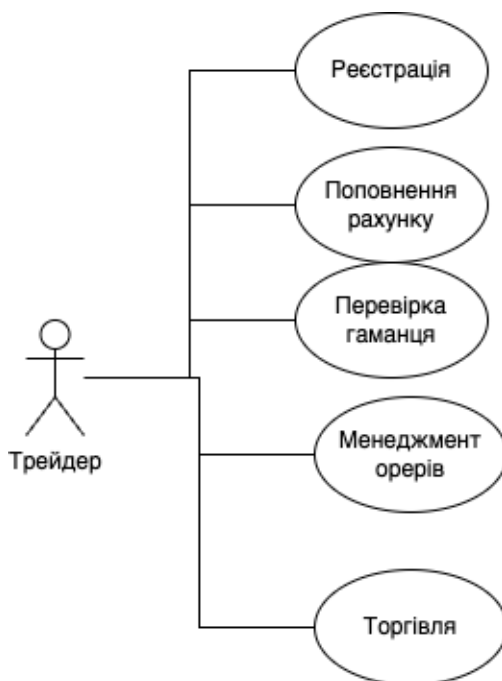 Реєстрація
Поповнення
рахунку
Перевірка
гаманця
Трейдер
Менеджмент
орерів
Торгівля